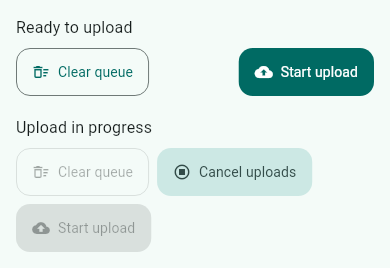 Ready to upload
Clear queue Start upload
Upload in progress
Clear queue Cancel uploads
Start upload